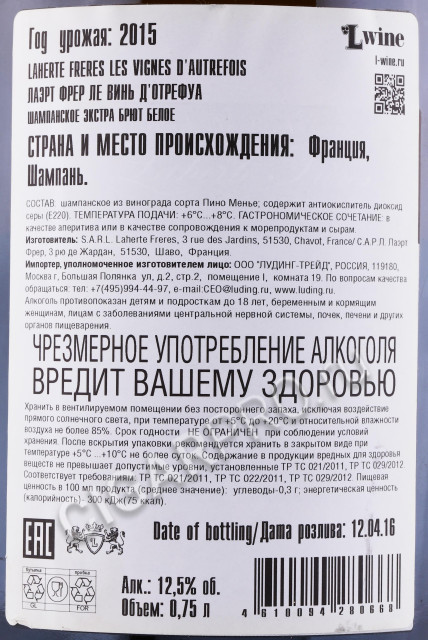 Год урожая: 2015
Lwine
l-wine.ru
LAHERTE FRERES LES VIGNES D'AUTREFOIS
ЛАЭРТ ФРЕР ЛЕ ВИНЬ Д'ОТРЕФУА
ШАМПАНСКОЕ ЭКСТРА БРЮТ БЕЛОЕ
СТРАНА И МЕСТО ПРОИСХОЖДЕНИЯ: Франция,
Шампань.
СОСТАВ шампанское из винограда сорта Пино Менье; содержит антиокислитель диоксид
серы (Е220). ТЕМПЕРАТУРА ПОДАЧИ: +6°С...+8°С. ГАСТРОНОМИЧЕСКОЕ СОЧЕТАНИЕ: в
качестве аперитива или в качестве сопровождения к морепродуктам и сырам.
Изготовитель: S.A.R.L. Laherte Freres, 3 rue des Jardins, 51530, Chavot, France/ С.А.Р.Л. Лаэрт
Фрер, 3 рю де Жардан, 51530, Шаво, Франция.
Импортер, уполномоченное изготовителем лицо: ООО "ЛУДИНГ-ТРЕЙД", РОССИЯ, 119180,
Москва г, Большая Полянка ул, д.2, стр.2, помещение I, комната 19. По вопросам качества
обращаться: тел: +7(495)994-44-97, e-mail:CEO@luding.ru, www.luding.ru.
Алкоголь противопоказан детям и подросткам до 18 лет, беременным и кормящим
женщинам, лицам с заболеваниями центральной нервной системы, почек, печени и других
органов пищеварения.
ЧРЕЗМЕРНОЕ УПОТРЕБЛЕНИЕ АЛКОГОЛЯ
ВРЕДИТ ВАШЕМУ ЗДОРОВЬЮ
Хранить в вентилируемом помещении без постороннего запаха, исключая воздействие
прямого солнечного света, при температуре от +5°С до +20°С и относительной влажности
воздуха не более 85%. Срок годности НЕ ОГРАНИЧЕН при соблюдении условий
хранения. После вскрытия упаковки рекомендуется хранить в закрытом виде при
температуре +5°С ...+10°С не более суток. Содержание в продукции вредных для здоровья
веществ не превышает допустимые уровни, установленные ТР ТС 021/2011, ТР ТС 029/2012.
Соответствует требованиям ТР ТС 021/2011, ТР ТС 022/2011, ТР ТС 029/2012. Пищевая
ценность в 100 мл продукта (среднее значение): углеводы-0,3 г; энергетическая ценность
(калорийность)- 300 кДж(75 ккал).
EAC
Date of bottling/Дата розлива: 12.04.16
бутылка
пробка
GL
FOR
Алк.: 12,5% об.
Объем: 0,75 л
4610094280668